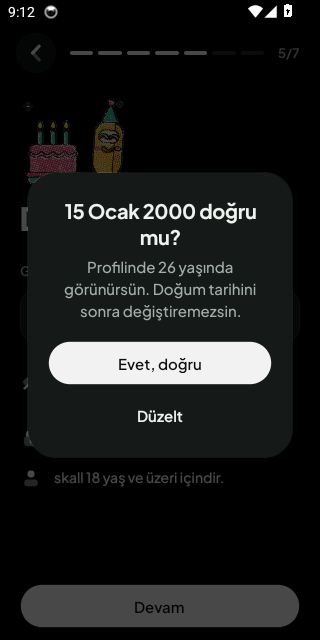 9:12
5/7
15 Ocak 2000 doğru
mu?
Profilinde 26 yaşında
görünürsün. Doğum tarihini
sonra değiştiremezsin.
Evet, doğru
Düzelt
skall 18 yaş ve üzeri içindir.
Devam